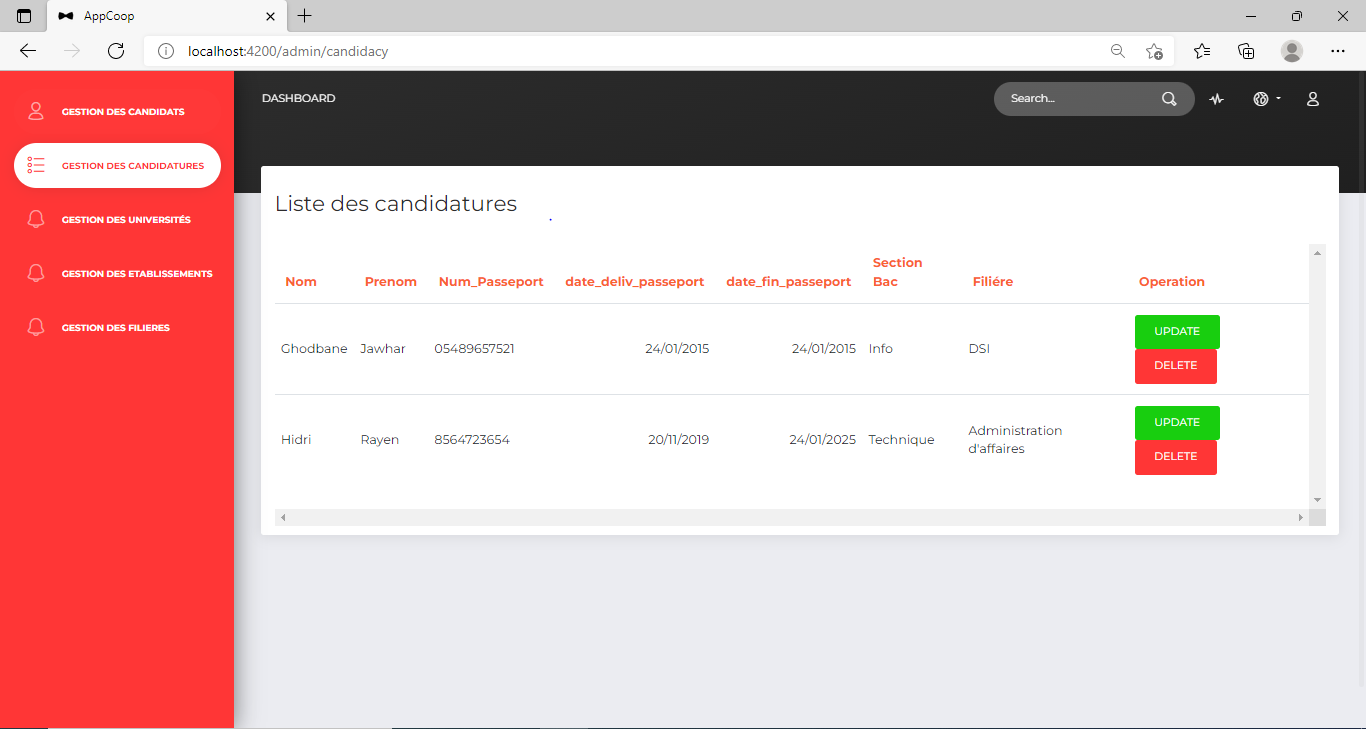 AppCoop
localhost:4200/admin/candidacy
GESTION DES CANDIDATS
GESTION DES CANDIDATURES
GESTION DES UNIVERSITÉS
GESTION DES ETABLISSEMENTS
GESTION DES FILIERES
DASHBOARD
Search...
Liste des candidatures
Nom Prenom Num_Passeport date_deliv_passeport date_fin_passeport Section Bac Filiére Operation
Ghodbane Jawhar 05489657521 24/01/2015 24/01/2015 Info DSI UPDATE
DELETE
Hidri Rayen 8564723654 20/11/2019 24/01/2025 Technique Administration d'affaires UPDATE
DELETE